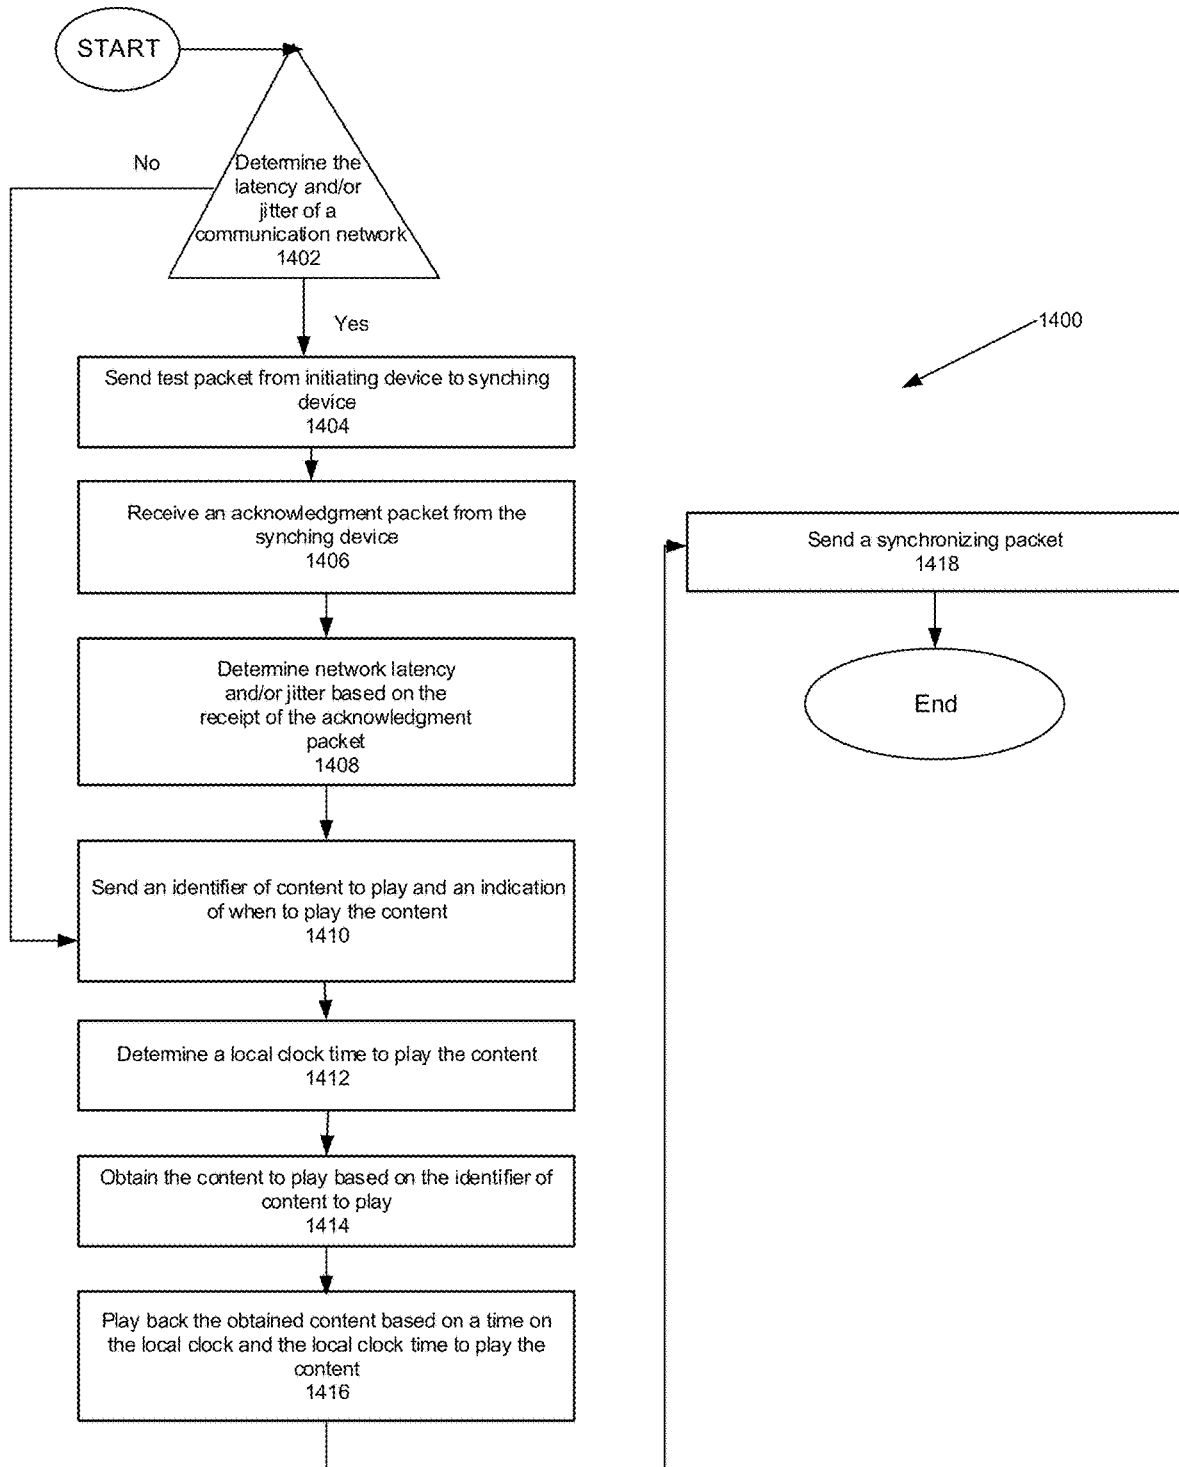 START
No
Determine the
latency and/or
jitter of a
communication network
1402
Yes
1400
Send test packet from initiating device to synching
device
1404
Receive an acknowledgment packet from the
synching device
1406
Determine network latency
and/or jitter based on the
receipt of the acknowledgment
packet
1408
Send an identifier of content to play and an indication
of when to play the content
1410
Determine a local clock time to play the content
1412
Obtain the content to play based on the identifier of
content to play
1414
Play back the obtained content based on a time on
the local clock and the local clock time to play the
content
1416
Send a synchronizing packet
1418
End